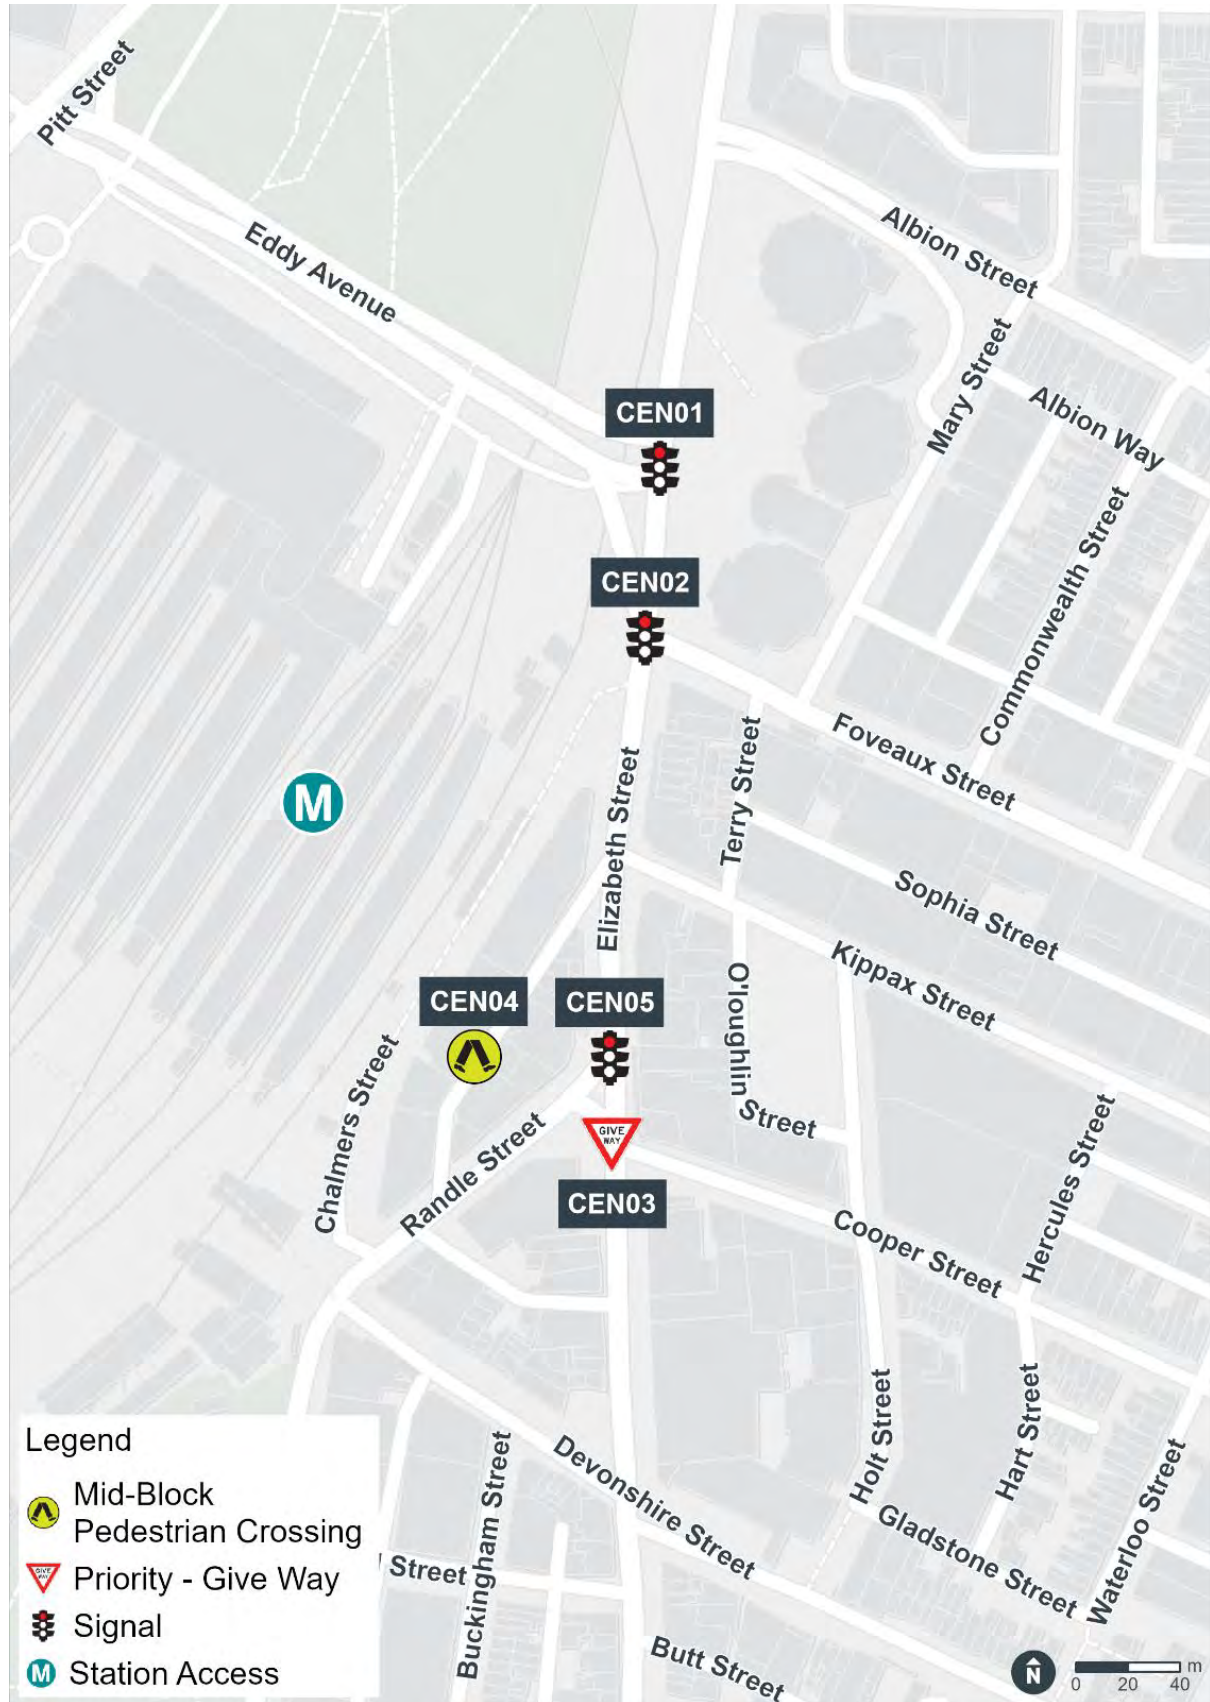 Pitt Street
Eddy Avenue
Albion Street
CEN01
Mary Street
Albion Way
Commonwealth Street
CEN02
Foveaux Street
Terry Street
Elizabeth Street
M
Sophia Street
Kippax Street
O'loughlin
Street
CEN04
CEN05
Chalmers Street
Randle Street
GIVE
WAY
CEN03
Hercules Street
Cooper Street
Holt Street
Hart Street
Waterloo Street
Devonshire Street
Gladstone Street
Buckingham Street
Street
Butt Street
Legend
Mid-Block
Pedestrian Crossing
GIVE
WAY
Priority - Give Way
Signal
M Station Access
N
m
0 20 40